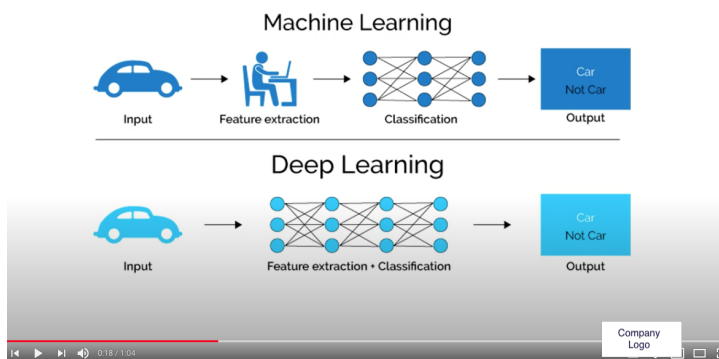 Machine Learning
Car
Not Car
Input
Feature extraction
Classification
Output
Deep Learning
Car
Not Car
Input
Feature extraction + Classification
Output
Company
Logo
0:18 / 1:04